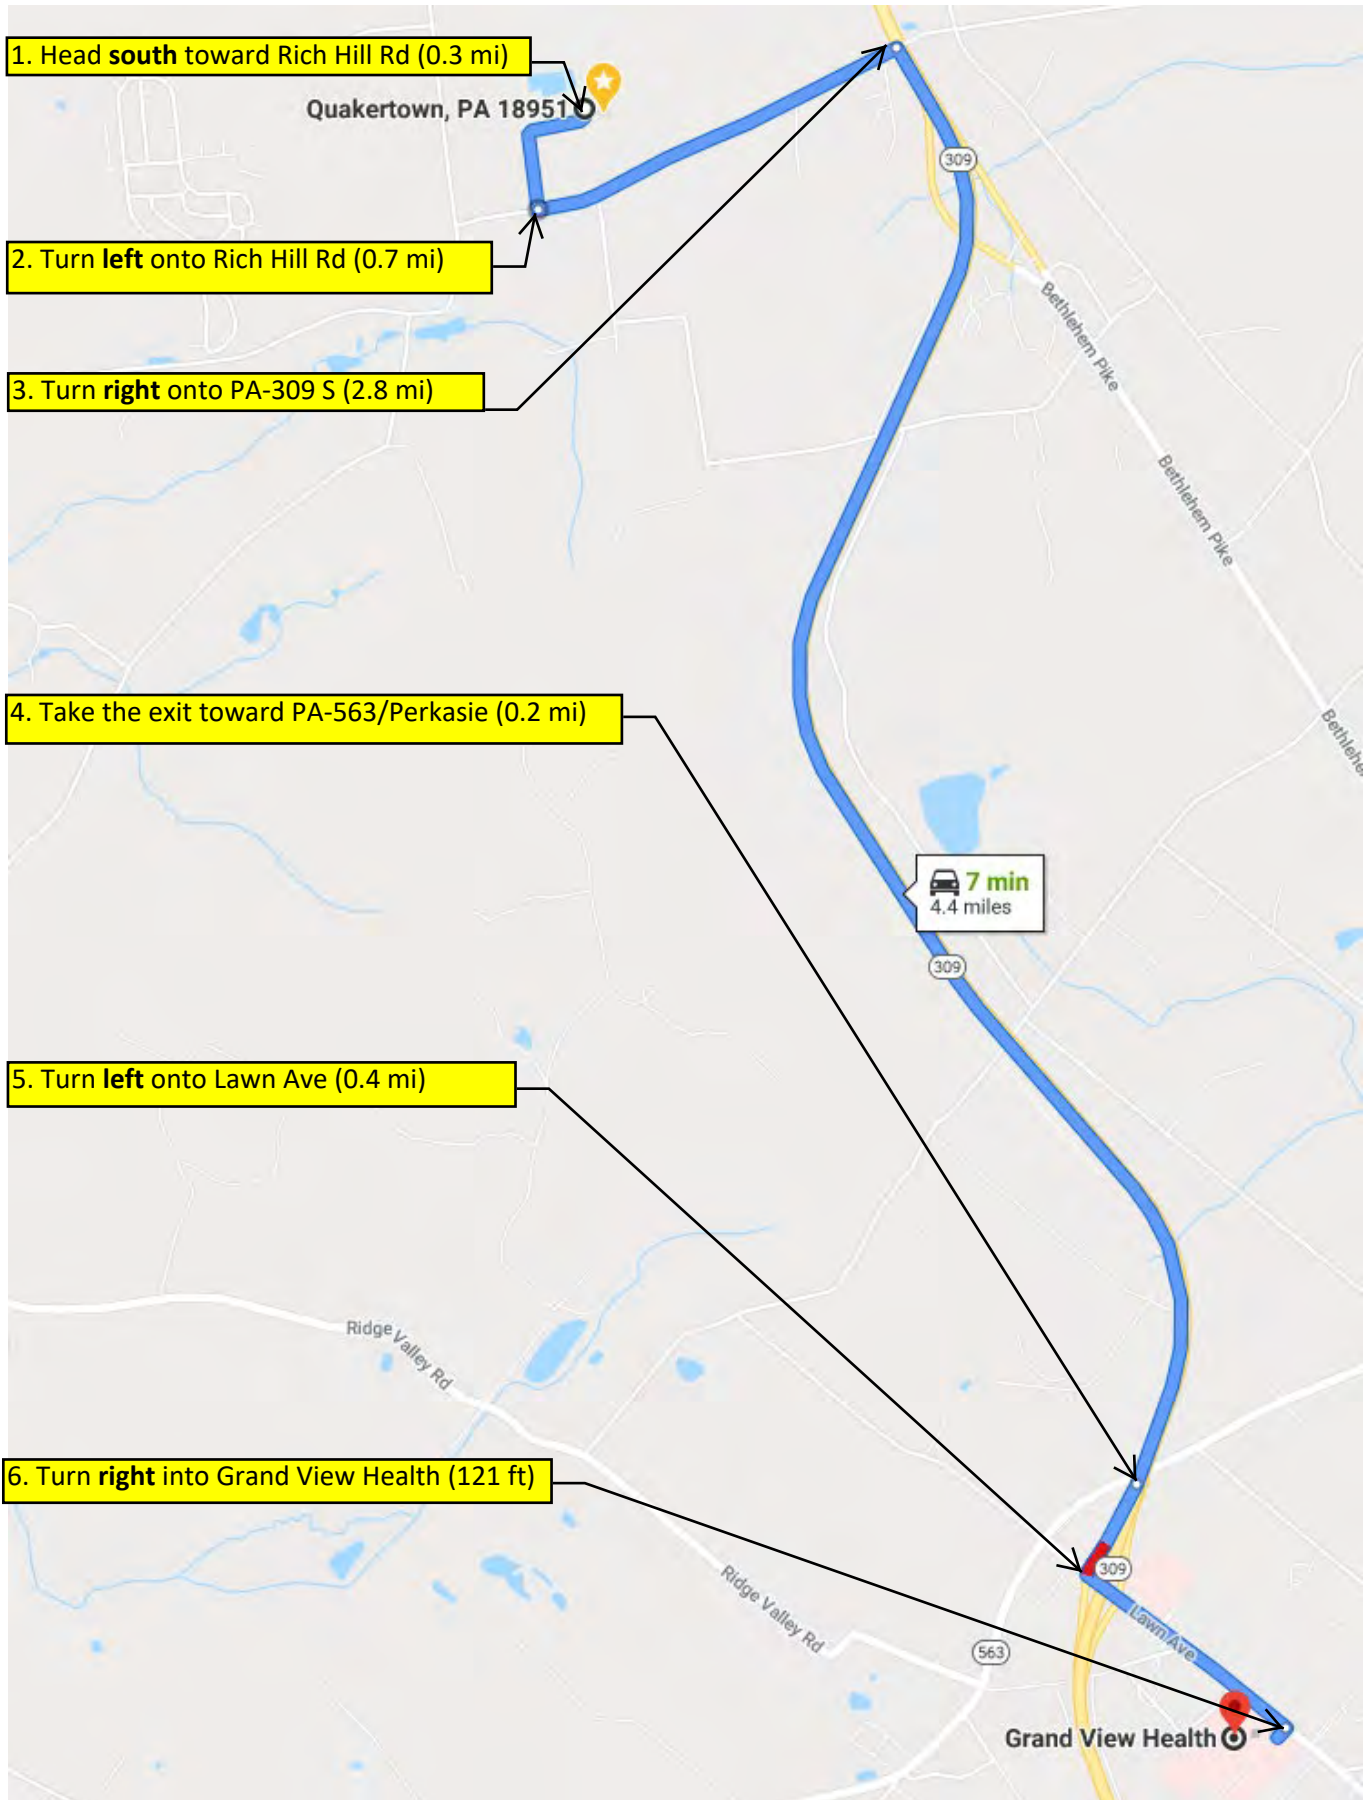 1. Head south toward Rich Hill Rd (0.3 mi)
Quakertown, PA 18951
309
2. Turn left onto Rich Hill Rd (0.7 mi)
Bethlehem Pike
3. Turn right onto PA-309 S (2.8 mi)
Bethlehem Pike
4. Take the exit toward PA-563/Perkasie (0.2 mi)
Bethlehe
7 min
4.4 miles
309
5. Turn left onto Lawn Ave (0.4 mi)
Ridge Valley Rd
6. Turn right into Grand View Health (121 ft)
309
Ridge Valley Rd
Lawn Ave
563
Grand View Health